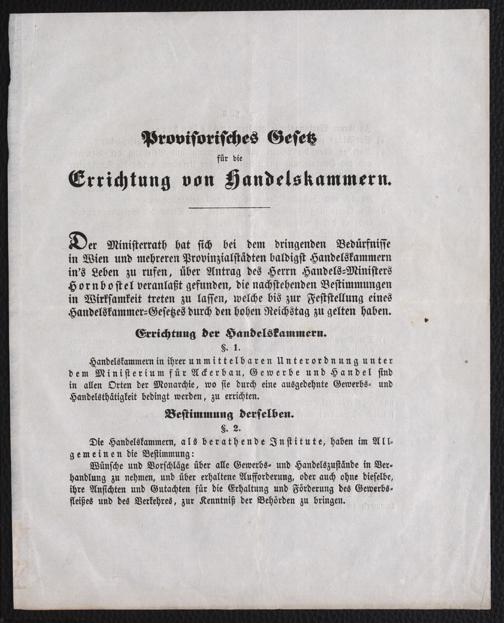 Provisorisches Gesetz
für die
Errichtung von Handelskammern.
Der Ministerrath hat sich bei dem dringenden Bedürfnisse
in Wien und mehreren Provinzialstädten baldigst Handelskammern
in's Leben zu rufen, über Antrag des Herrn Handels-Ministers
Hornbostel veranlaßt gefunden, die nachstehenden Bestimmungen
in Wirksamkeit treten zu lassen, welche bis zur Feststellung eines
Handelskammer-Gesetzes durch den hohen Reichstag zu gelten haben.
Errichtung der Handelskammern.
§. 1.
Handelskammern in ihrer unmittelbaren Unterordnung unter
dem Ministerium für Ackerbau, Gewerbe und Handel sind
in allen Orten der Monarchie, wo sie durch eine ausgedehnte Gewerbs- und
Handelsthätigkeit bedingt werden, zu errichten.
Bestimmung derselben.
§. 2.
Die Handelskammern, als berathende Institute, haben im All-
gemeinen die Bestimmung:
Wünsche und Vorschläge über alle Gewerbs- und Handelszustände in Ver-
handlung zu nehmen, und über erhaltene Aufforderung, oder auch ohne dieselbe,
ihre Ansichten und Gutachten für die Erhaltung und Förderung des Gewerbs-
fleißes und des Verkehres, zur Kenntniß der Behörden zu bringen.